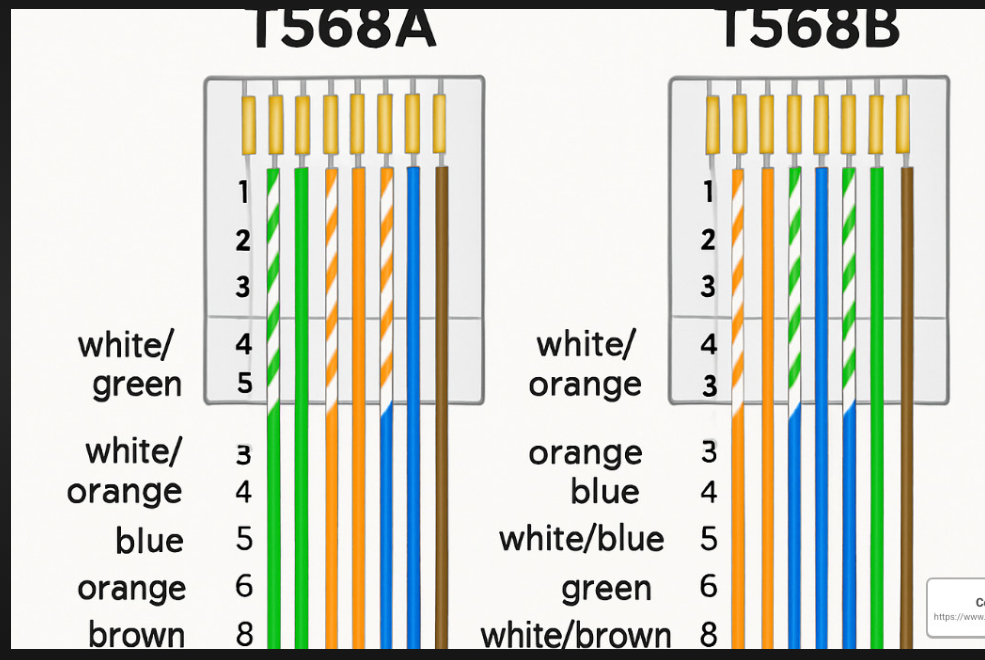 T568A
1
2
3
white/ 4
green 5
white/ 3
orange 4
blue 5
orange 6
brown 8
T568B
1
2
3
white/ 4
orange 3
orange 3
blue 4
white/blue 5
green 6
white/brown 8
https://www.